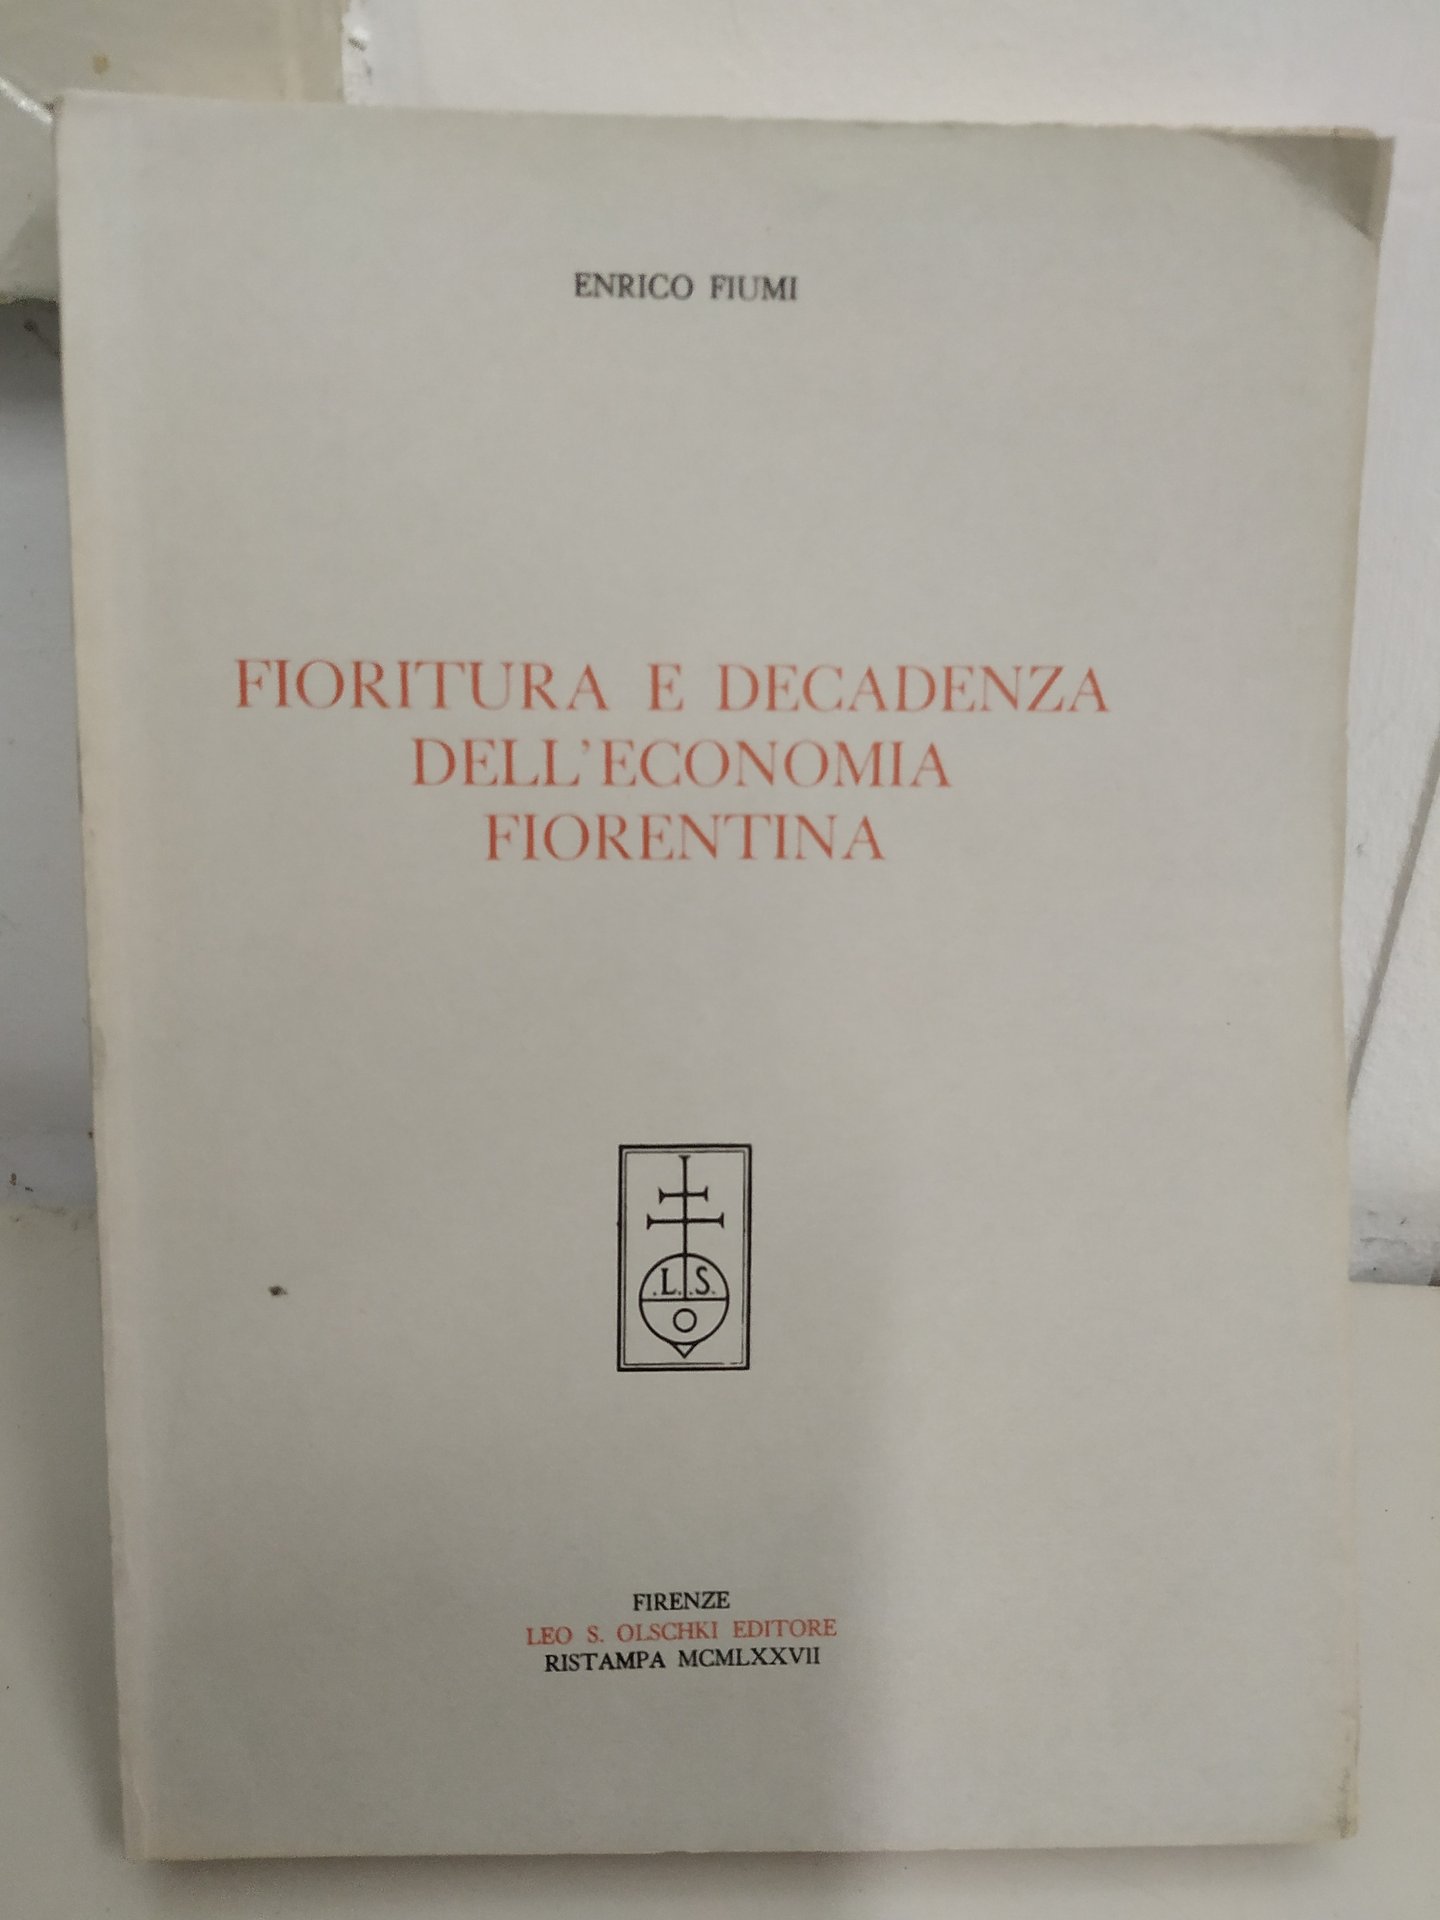 ENRICO FIUMI
FIORITURA E DECADENZA
DELL'ECONOMIA
FIORENTINA
.L.S.
O
FIRENZE
LEO S. OLSCHKI EDITORE
RISTAMPA MCMLXXVII